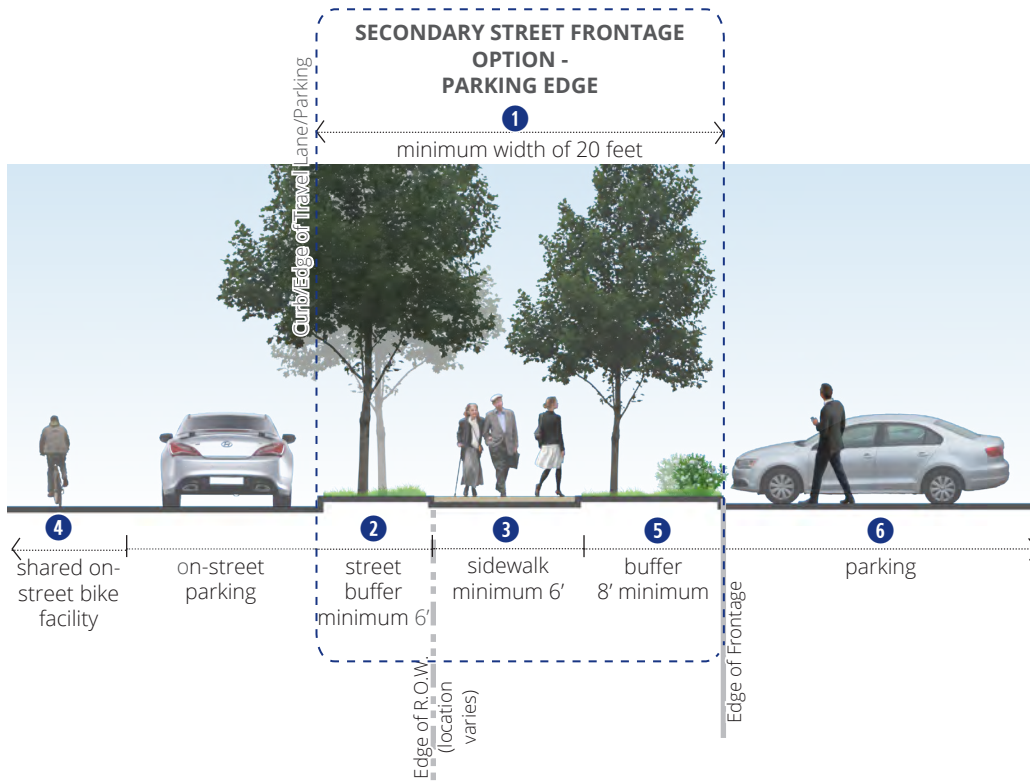 SECONDARY STREET FRONTAGE
OPTION -
PARKING EDGE
1
minimum width of 20 feet
Curb/Edge of Travel Lane/Parking
4
shared on-
street bike
facility
on-street
parking
2
street
buffer
minimum 6'
3
sidewalk
minimum 6'
5
buffer
8' minimum
6
parking
Edge of R.O.W.
(location
varies)
Edge of Frontage